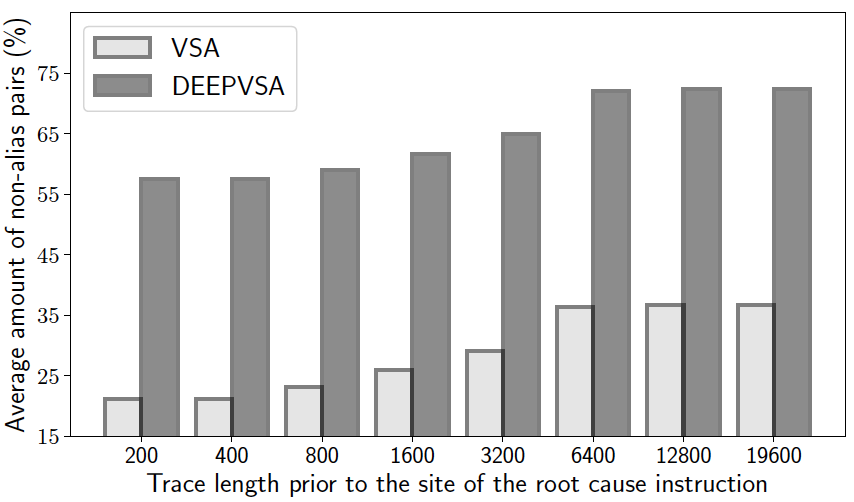 Average amount of non-alias pairs (%)
VSA
DEEPVSA
75
65
55
45
35
25
15
200 400 800 1600 3200 6400 12800 19600
Trace length prior to the site of the root cause instruction